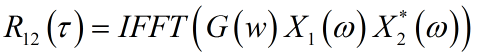 R₁₂(τ) = IFFT(G(w) X₁(ω) X₂*(ω))